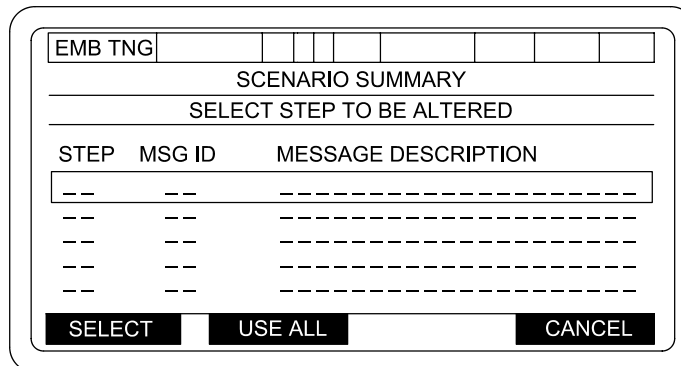 EMB TNG
SCENARIO SUMMARY
SELECT STEP TO BE ALTERED
STEP MSG ID MESSAGE DESCRIPTION
_ _ _ _ _ _ _ _ _ _ _ _ _ _ _ _ _ _ _ _
_ _ _ _ _ _ _ _ _ _ _ _ _ _ _ _ _ _ _ _
_ _ _ _ _ _ _ _ _ _ _ _ _ _ _ _ _ _ _ _
_ _ _ _ _ _ _ _ _ _ _ _ _ _ _ _ _ _ _ _
_ _ _ _ _ _ _ _ _ _ _ _ _ _ _ _ _ _ _ _
SELECT USE ALL CANCEL